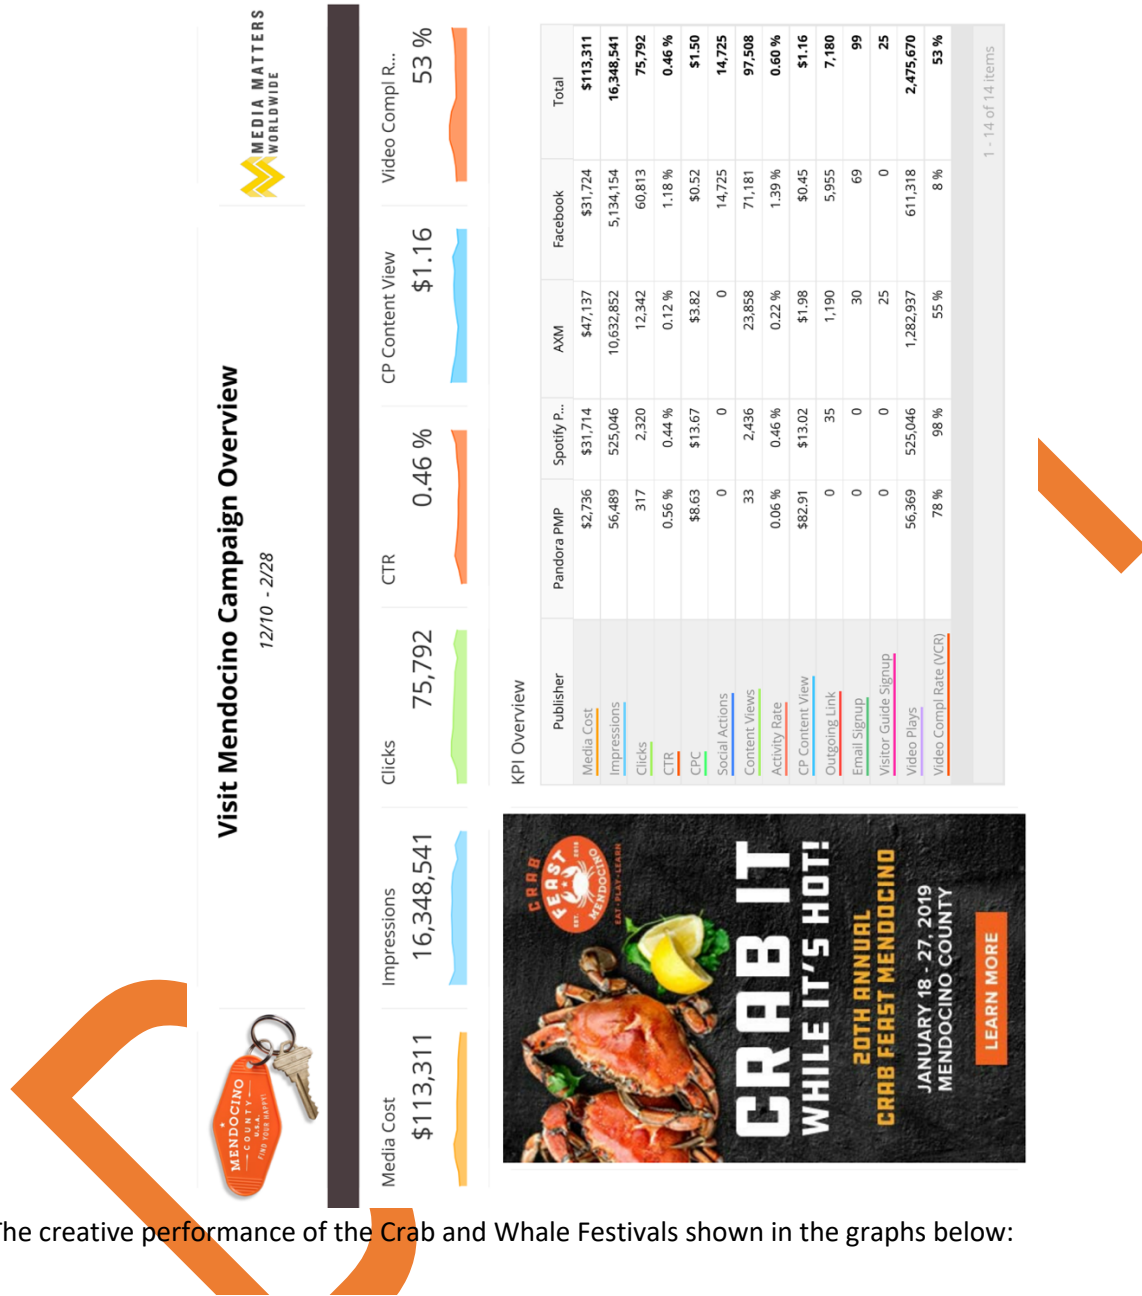 MENDOCINO
COUNTY
U.S.A.
FIND YOUR HAPPY!
Visit Mendocino Campaign Overview
12/10 - 2/28
MEDIA MATTERS
WORLDWIDE
Media Cost
$113,311
Impressions
16,348,541
Clicks
75,792
CTR
0.46 %
CP Content View
$1.16
Video Compl R...
53 %
CRAB
FEAST
EST. 2018
MENDOCINO
EAT·PLAY·LEARN
CRAB IT
WHILE IT'S HOT!
20TH ANNUAL
CRAB FEAST MENDOCINO
JANUARY 18 - 27, 2019
MENDOCINO COUNTY
LEARN MORE
KPI Overview
Publisher Pandora PMP Spotify P... AXM Facebook Total
Media Cost $2,736 $31,714 $47,137 $31,724 $113,311
Impressions 56,489 525,046 10,632,852 5,134,154 16,348,541
Clicks 317 2,320 12,342 60,813 75,792
CTR 0.56 % 0.44 % 0.12 % 1.18 % 0.46 %
CPC $8.63 $13.67 $3.82 $0.52 $1.50
Social Actions 0 0 0 14,725 14,725
Content Views 33 2,436 23,858 71,181 97,508
Activity Rate 0.06 % 0.46 % 0.22 % 1.39 % 0.60 %
CP Content View $82.91 $13.02 $1.98 $0.45 $1.16
Outgoing Link 0 35 1,190 5,955 7,180
Email Signup 0 0 30 69 99
Visitor Guide Signup 0 0 25 0 25
Video Plays 56,369 525,046 1,282,937 611,318 2,475,670
Video Compl Rate (VCR) 78 % 98 % 55 % 8 % 53 %
1 - 14 of 14 items
The creative performance of the Crab and Whale Festivals shown in the graphs below: